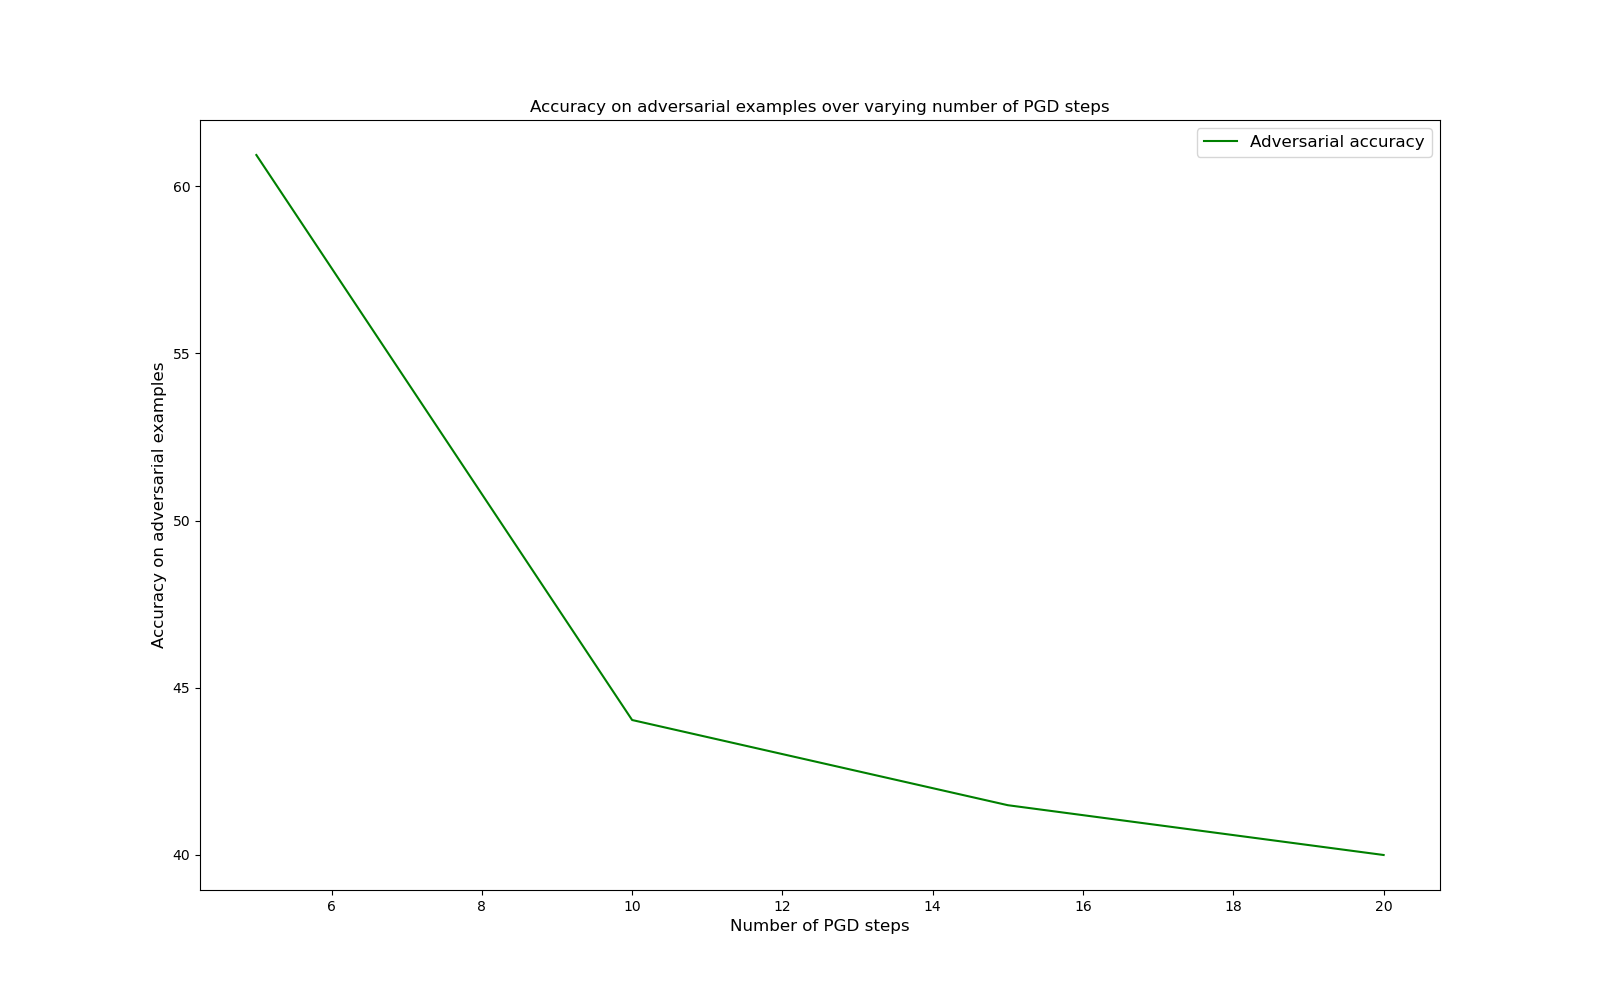 Accuracy on adversarial examples over varying number of PGD steps
Adversarial accuracy
Accuracy on adversarial examples
60
55
50
45
40
6 8 10 12 14 16 18 20
Number of PGD steps